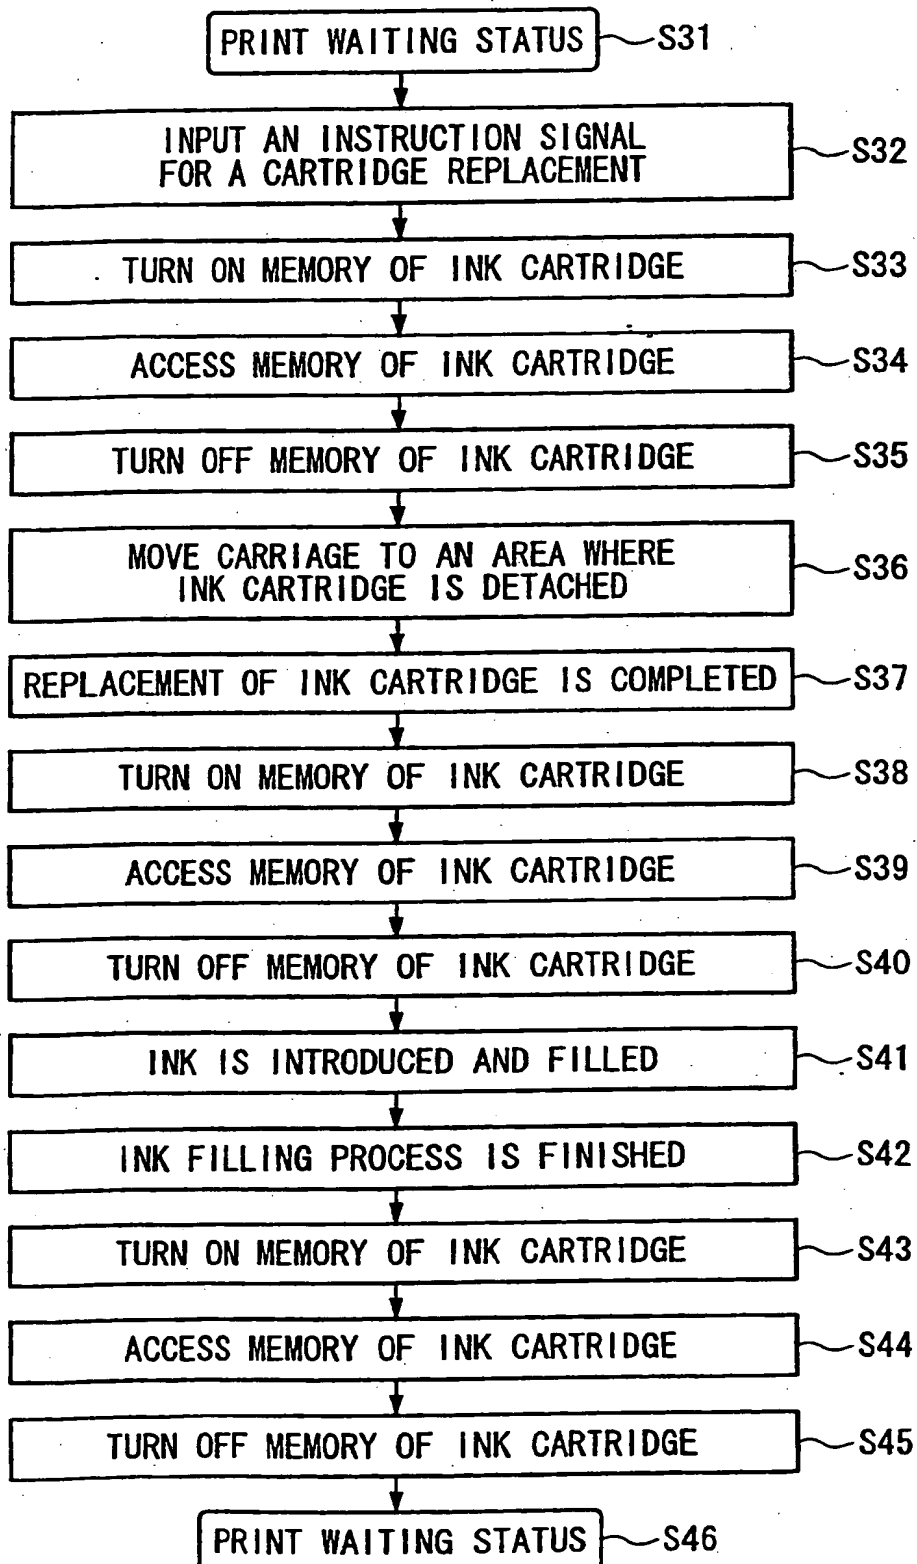 PRINT WAITING STATUS S31
INPUT AN INSTRUCTION SIGNAL
FOR A CARTRIDGE REPLACEMENT S32
TURN ON MEMORY OF INK CARTRIDGE S33
ACCESS MEMORY OF INK CARTRIDGE S34
TURN OFF MEMORY OF INK CARTRIDGE S35
MOVE CARRIAGE TO AN AREA WHERE
INK CARTRIDGE IS DETACHED S36
REPLACEMENT OF INK CARTRIDGE IS COMPLETED S37
TURN ON MEMORY OF INK CARTRIDGE S38
ACCESS MEMORY OF INK CARTRIDGE S39
TURN OFF MEMORY OF INK CARTRIDGE S40
INK IS INTRODUCED AND FILLED S41
INK FILLING PROCESS IS FINISHED S42
TURN ON MEMORY OF INK CARTRIDGE S43
ACCESS MEMORY OF INK CARTRIDGE S44
TURN OFF MEMORY OF INK CARTRIDGE S45
PRINT WAITING STATUS S46